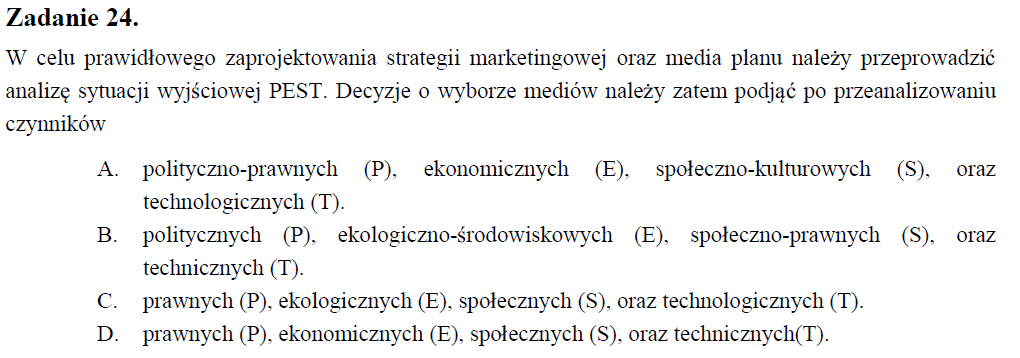 Zadanie 24.
W celu prawidłowego zaprojektowania strategii marketingowej oraz media planu należy przeprowadzić
analizę sytuacji wyjściowej PEST. Decyzje o wyborze mediów należy zatem podjąć po przeanalizowaniu
czynników
A. polityczno-prawnych (P), ekonomicznych (E), społeczno-kulturowych (S), oraz
technologicznych (T).
B. politycznych (P), ekologiczno-środowiskowych (E), społeczno-prawnych (S), oraz
technicznych (T).
C. prawnych (P), ekologicznych (E), społecznych (S), oraz technologicznych (T).
D. prawnych (P), ekonomicznych (E), społecznych (S), oraz technicznych(T).